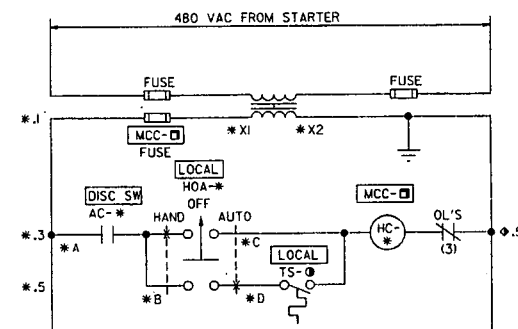 480 VAC FROM STARTER
FUSE
FUSE
*.1
*X1
*X2
MCC-
FUSE
LOCAL
HOA-*
OFF
DISC SW
AC-*
HAND
AUTO
MCC-
OL'S
*.3
*A
*C
HC-
*
(3)
LOCAL
TS-
*.5
*B
*D